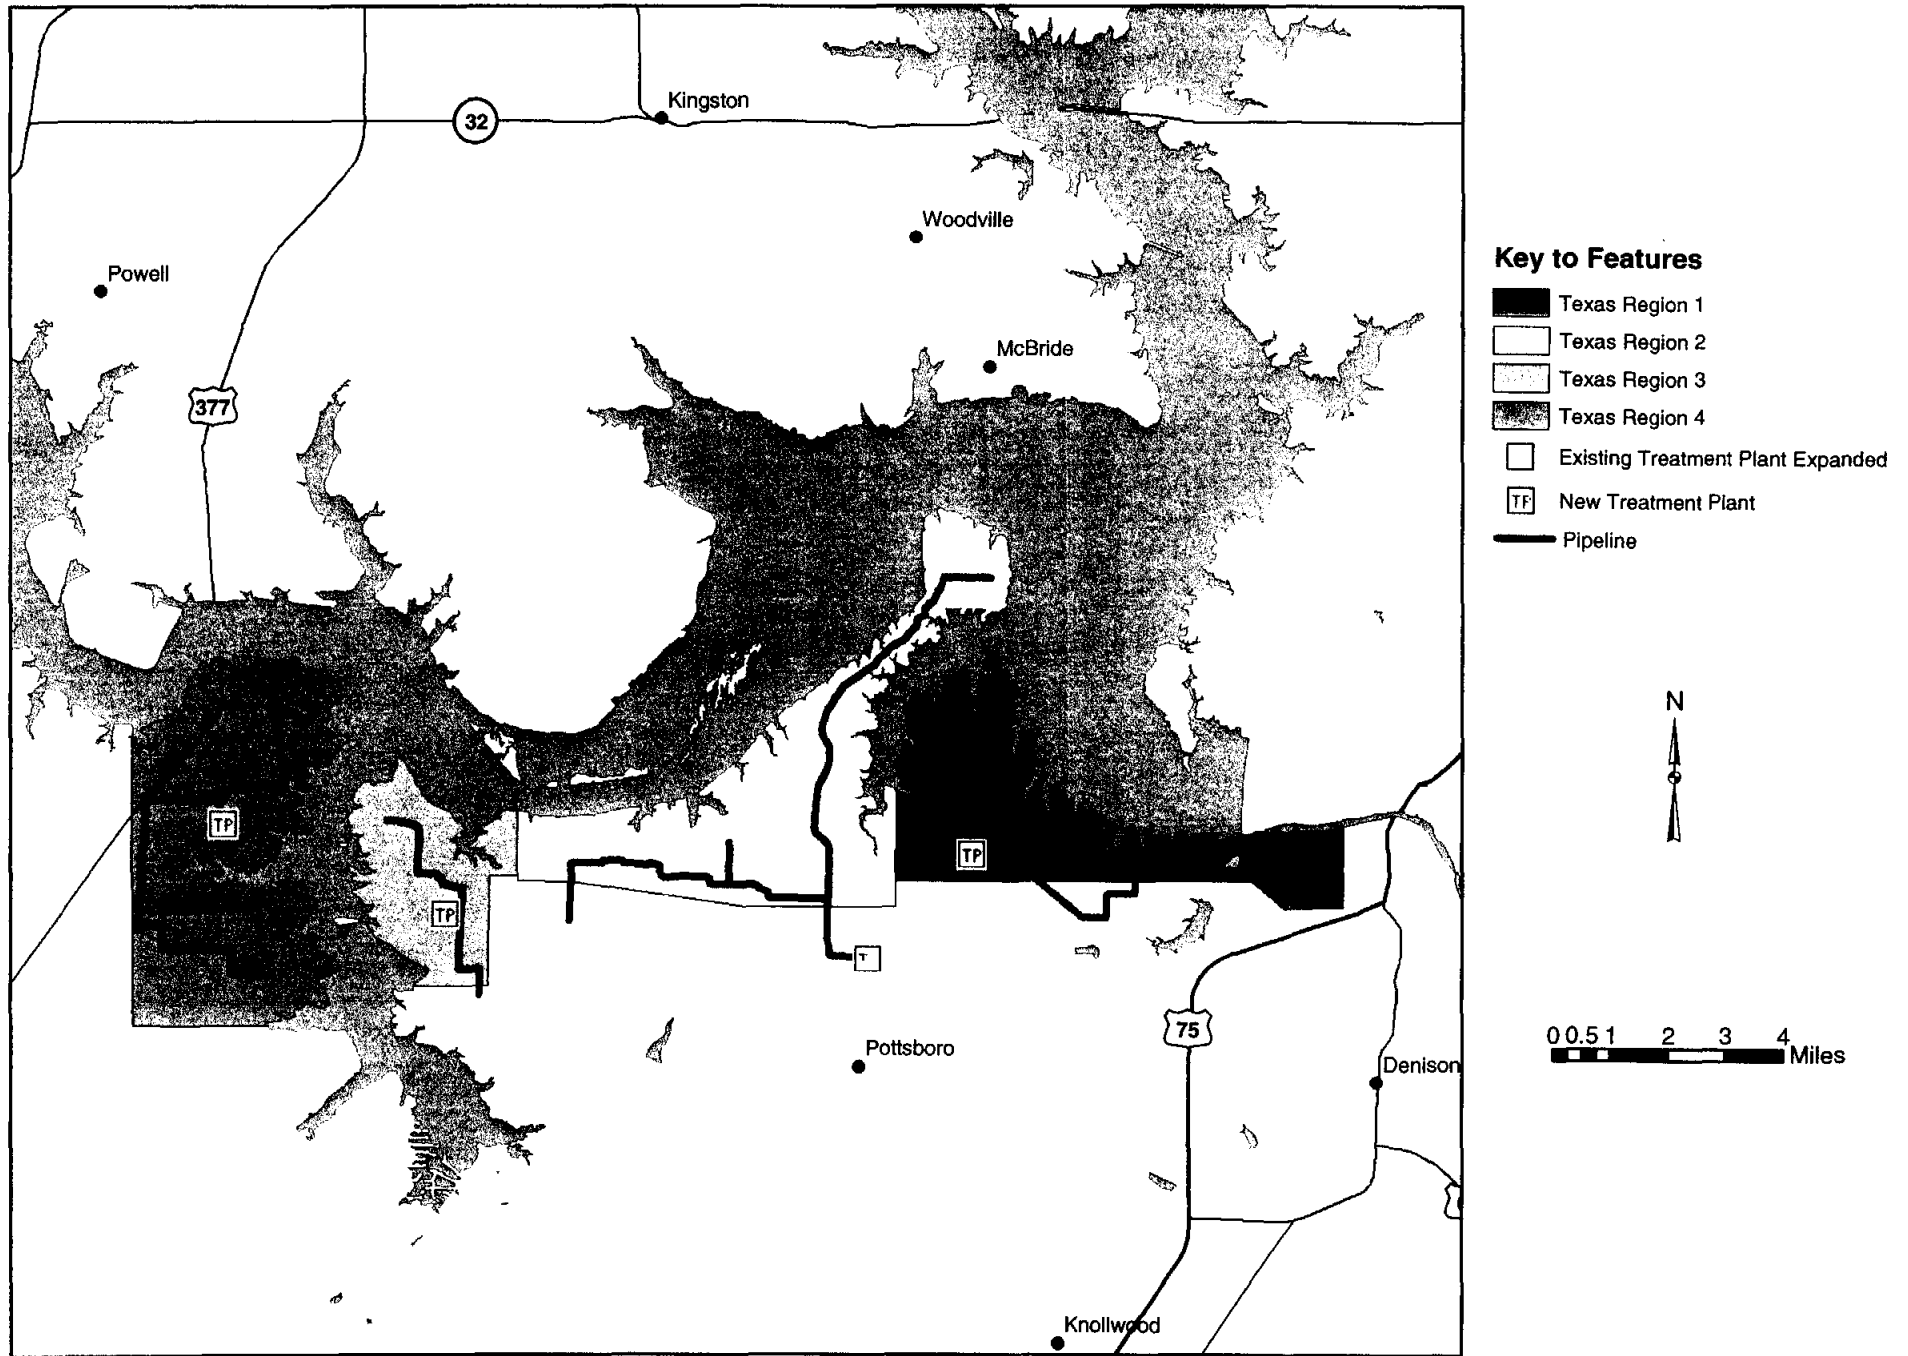 Kingston
32
Woodville
Powell
McBride
377
TP
TP
TP
T
Pottsboro
75
Denison
Knollwood
Key to Features
Texas Region 1
Texas Region 2
Texas Region 3
Texas Region 4
Existing Treatment Plant Expanded
TP New Treatment Plant
Pipeline
N
0 0.5 1 2 3 4
Miles